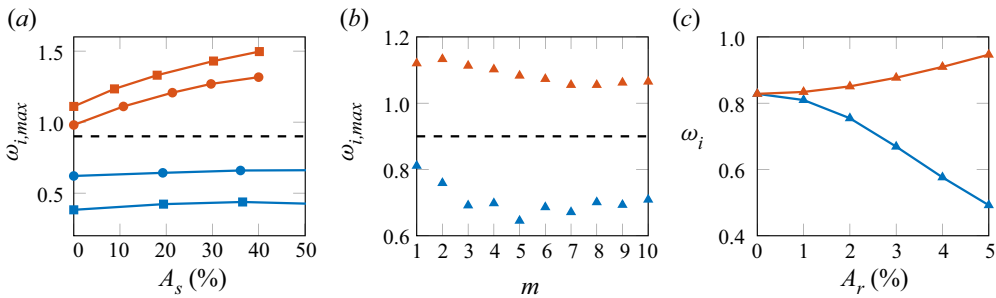 (a)
ω_{i,max}
1.5
1.0
0.5
0 10 20 30 40 50
A_s (%)
(b)
ω_{i,max}
1.2
1.0
0.8
0.6
1 2 3 4 5 6 7 8 9 10
m
(c)
ω_i
1.0
0.8
0.6
0.4
0 1 2 3 4 5
A_r (%)